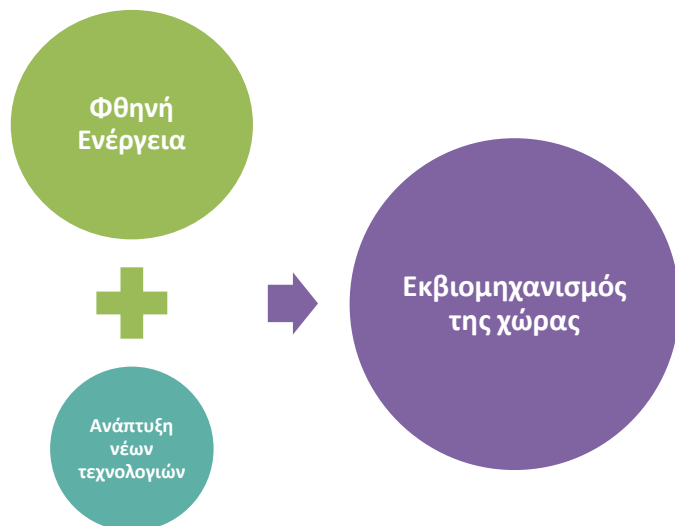 Φθηνή
Ενέργεια
Ανάπτυξη
νέων
τεχνολογιών
Εκβιομηχανισμός
της χώρας